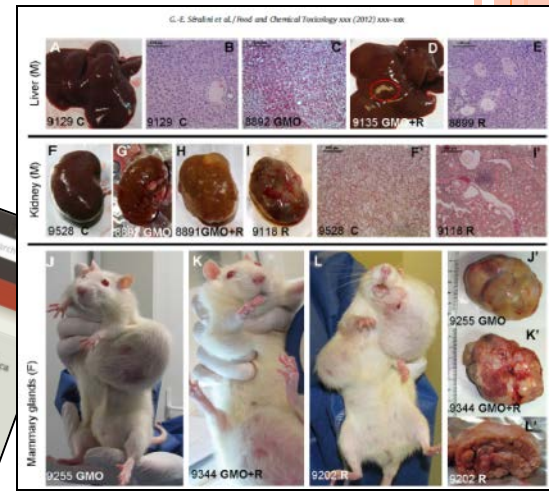 G.-E. Séralini et al. / Food and Chemical Toxicology xxx (2012) xxx–xxx
Liver (M)
A
9129 C
B
9129 C
C
8892 GMO
D
9135 GMO+R
E
8899 R
Kidney (M)
F
9528 C
G'
GMO
H
8891GMO+R
I
9118 R
F'
9528 C
I'
9118 R
Mammary glands (F)
J
9255 GMO
K
9344 GMO+R
L
9202 R
J'
9255 GMO
K'
9344 GMO+R
L'
9202 R